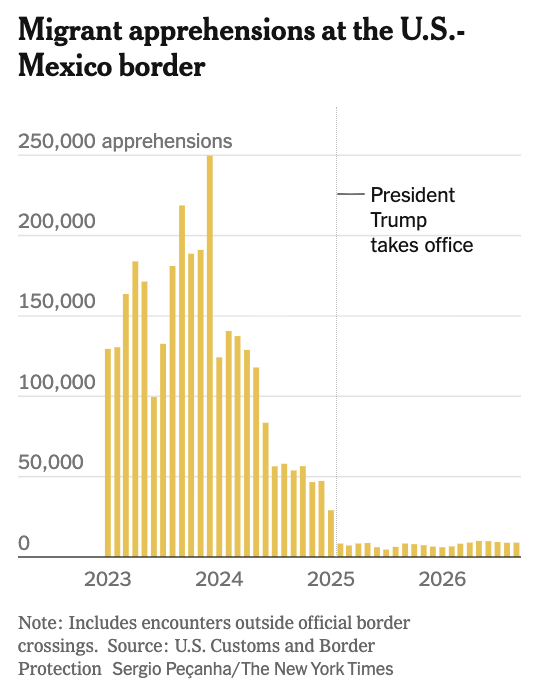 Migrant apprehensions at the U.S.-
Mexico border
250,000 apprehensions
200,000
President
Trump
takes office
150,000
100,000
50,000
0
2023 2024 2025 2026
Note: Includes encounters outside official border
crossings. Source: U.S. Customs and Border
Protection Sergio Peçanha/The New York Times